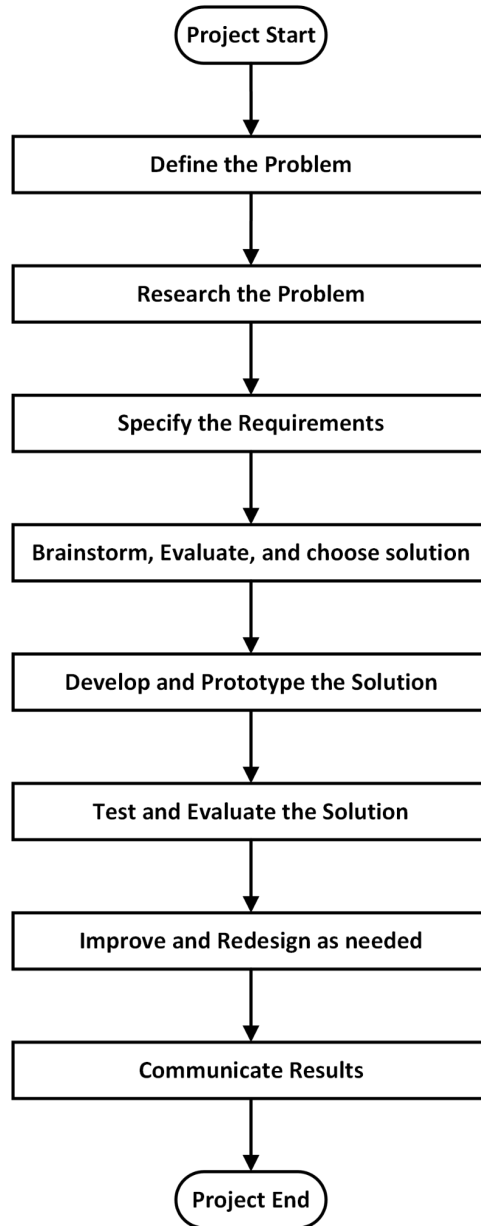 Project Start
Define the Problem
Research the Problem
Specify the Requirements
Brainstorm, Evaluate, and choose solution
Develop and Prototype the Solution
Test and Evaluate the Solution
Improve and Redesign as needed
Communicate Results
Project End